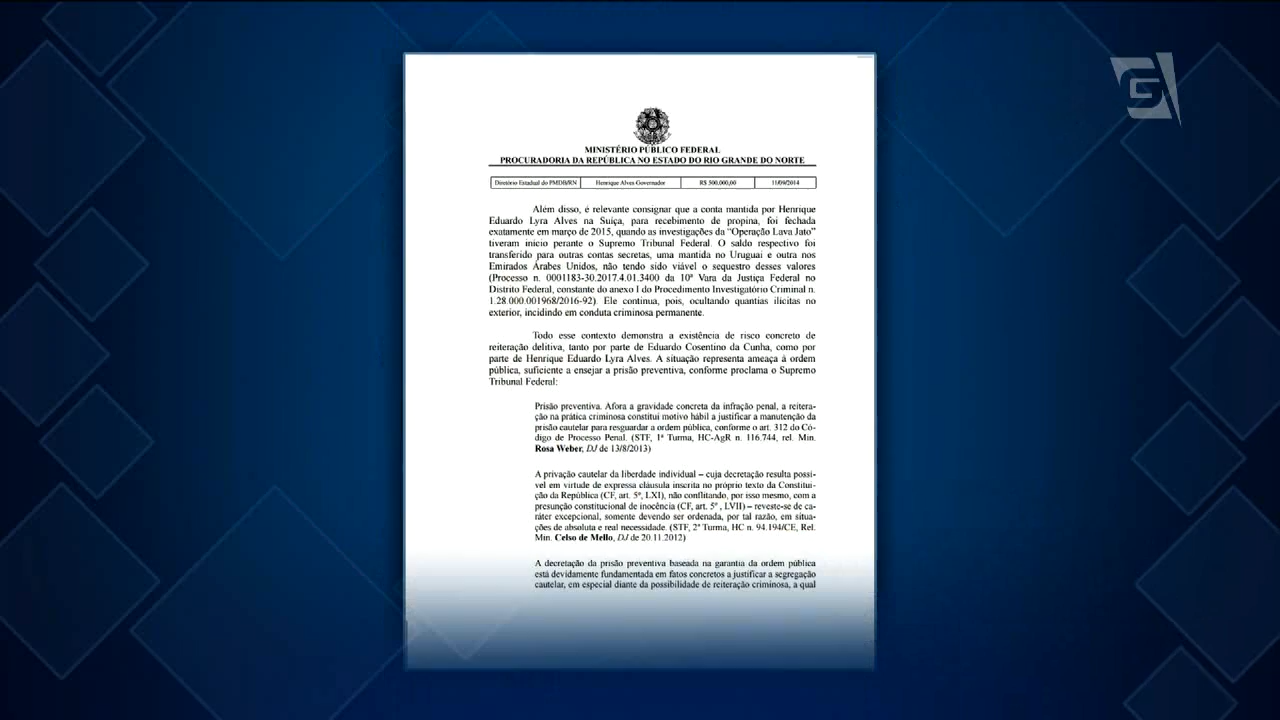 MINISTÉRIO PÚBLICO FEDERAL
PROCURADORIA DA REPÚBLICA NO ESTADO DO RIO GRANDE DO NORTE
Diretório Estadual do PMDB/RN Henrique Alves Governador R$ 500.000,00 11/09/2014
Além disso, é relevante consignar que a conta mantida por Henrique
Eduardo Lyra Alves na Suíça, para recebimento de propina, foi fechada
exatamente em março de 2015, quando as investigações da “Operação Lava Jato”
tiveram início perante o Supremo Tribunal Federal. O saldo respectivo foi
transferido para outras contas secretas, uma mantida no Uruguai e outra nos
Emirados Árabes Unidos, não tendo sido viável o sequestro desses valores
(Processo n. 0001183-30.2017.4.01.3400 da 10ª Vara da Justiça Federal no
Distrito Federal, constante do anexo I do Procedimento Investigatório Criminal n.
1.28.000.001968/2016-92). Ele continua, pois, ocultando quantias ilícitas no
exterior, incidindo em conduta criminosa permanente.
Todo esse contexto demonstra a existência de risco concreto de
reiteração delitiva, tanto por parte de Eduardo Cosentino da Cunha, como por
parte de Henrique Eduardo Lyra Alves. A situação representa ameaça à ordem
pública, suficiente a ensejar a prisão preventiva, conforme proclama o Supremo
Tribunal Federal:
Prisão preventiva. Afora a gravidade concreta da infração penal, a reitera-
ção na prática criminosa constitui motivo hábil a justificar a manutenção da
prisão cautelar para resguardar a ordem pública, conforme o art. 312 do Có-
digo de Processo Penal. (STF, 1ª Turma, HC-AgR n. 116.744, rel. Min.
Rosa Weber, DJ de 13/8/2013)
A privação cautelar da liberdade individual – cuja decretação resulta possí-
vel em virtude de expressa cláusula inscrita no próprio texto da Constitui-
ção da República (CF, art. 5º, LXI), não conflitando, por isso mesmo, com a
presunção constitucional de inocência (CF, art. 5º , LVII) – reveste-se de ca-
ráter excepcional, somente devendo ser ordenada, por tal razão, em situa-
ções de absoluta e real necessidade. (STF, 2ª Turma, HC n. 94.194/CE, Rel.
Min. Celso de Mello, DJ de 20.11.2012)
A decretação da prisão preventiva baseada na garantia da ordem pública
está devidamente fundamentada em fatos concretos a justificar a segregação
cautelar, em especial diante da possibilidade de reiteração criminosa, a qual